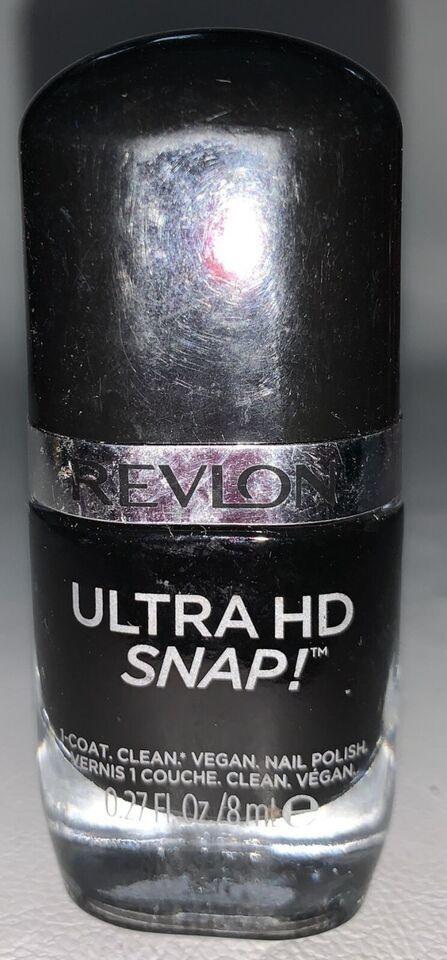 REVLON
ULTRA HD
SNAP!™
1-COAT. CLEAN.* VEGAN. NAIL POLISH.
VERNIS 1 COUCHE. CLEAN. VÉGAN.
0.27 Fl. Oz /8 ml ℮